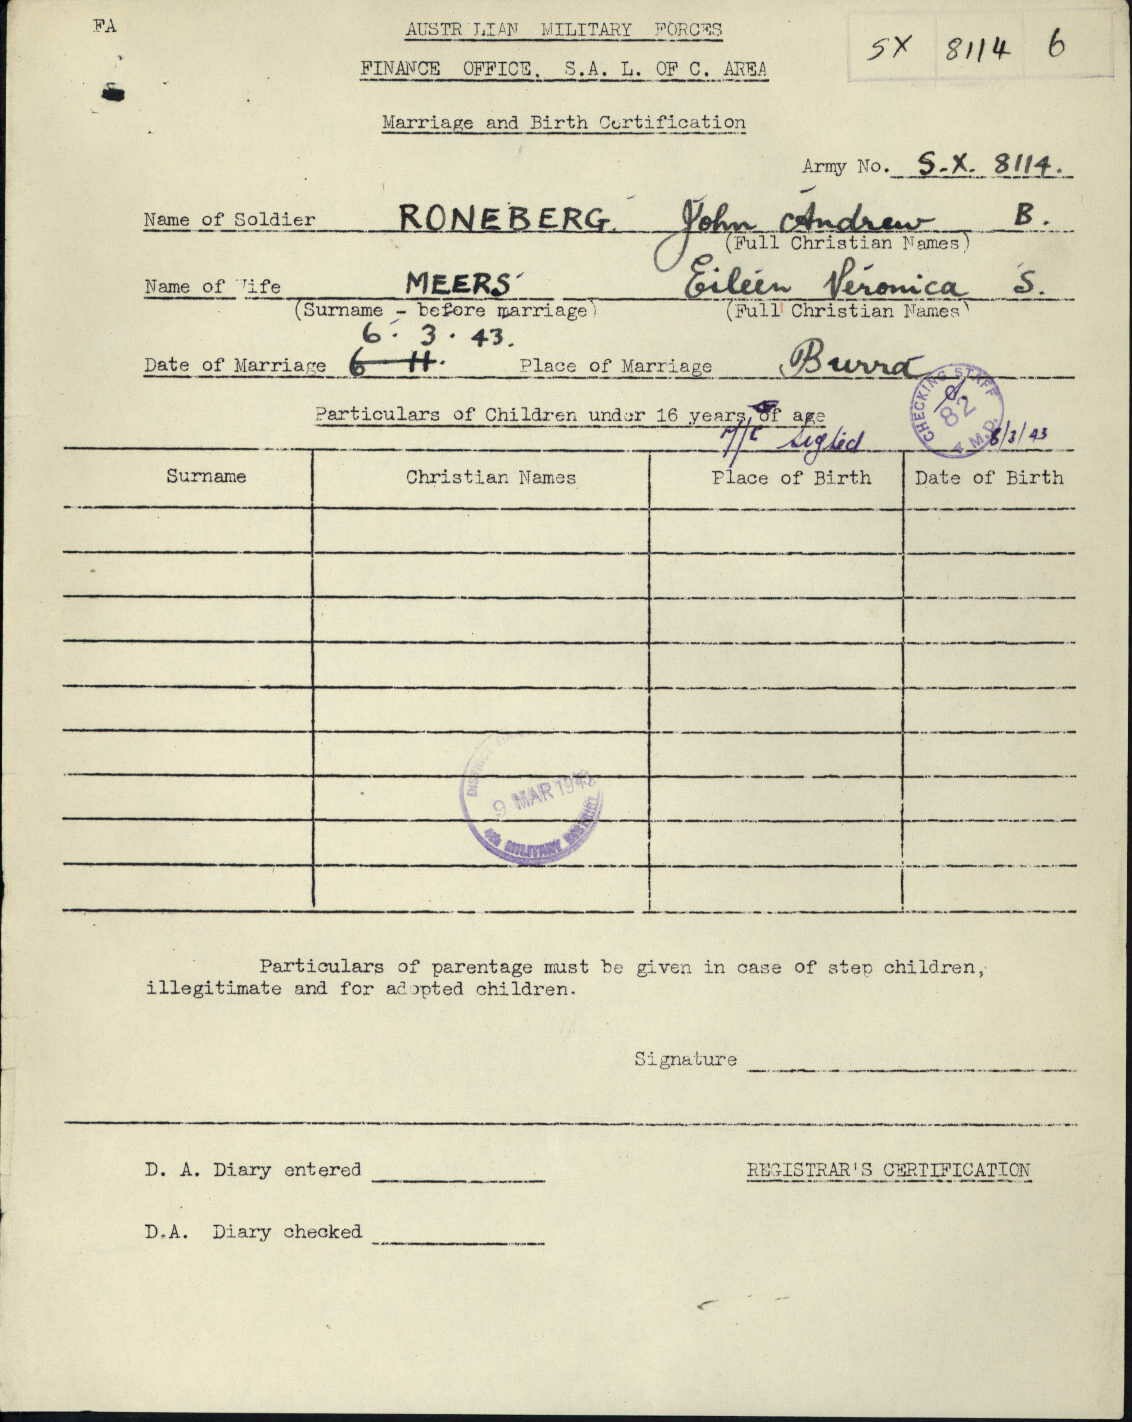 FA
AUSTR LIAN MILITARY FORCES
SX 8114 6
FINANCE OFFICE. S.A. L. OF C. AREA
Marriage and Birth Certification
Army No. S.X. 8114.
Name of Soldier RONEBERG. John Andrew B.
(Full Christian Names)
Name of Wife MEERS Eileen Veronica S.
(Surname - before marriage) (Full Christian Names)
6. 3. 43.
Date of Marriage 6 11. Place of Marriage Burra
CHECKING STAFF 82 4 M.D.
Particulars of Children under 16 years of age
M/C sighted 8/3/43
Surname Christian Names Place of Birth Date of Birth
9 MAR 1943
MILITARY DISTRICT
Particulars of parentage must be given in case of step children,
illegitimate and for adopted children.
Signature
D. A. Diary entered REGISTRAR'S CERTIFICATION
D.A. Diary checked